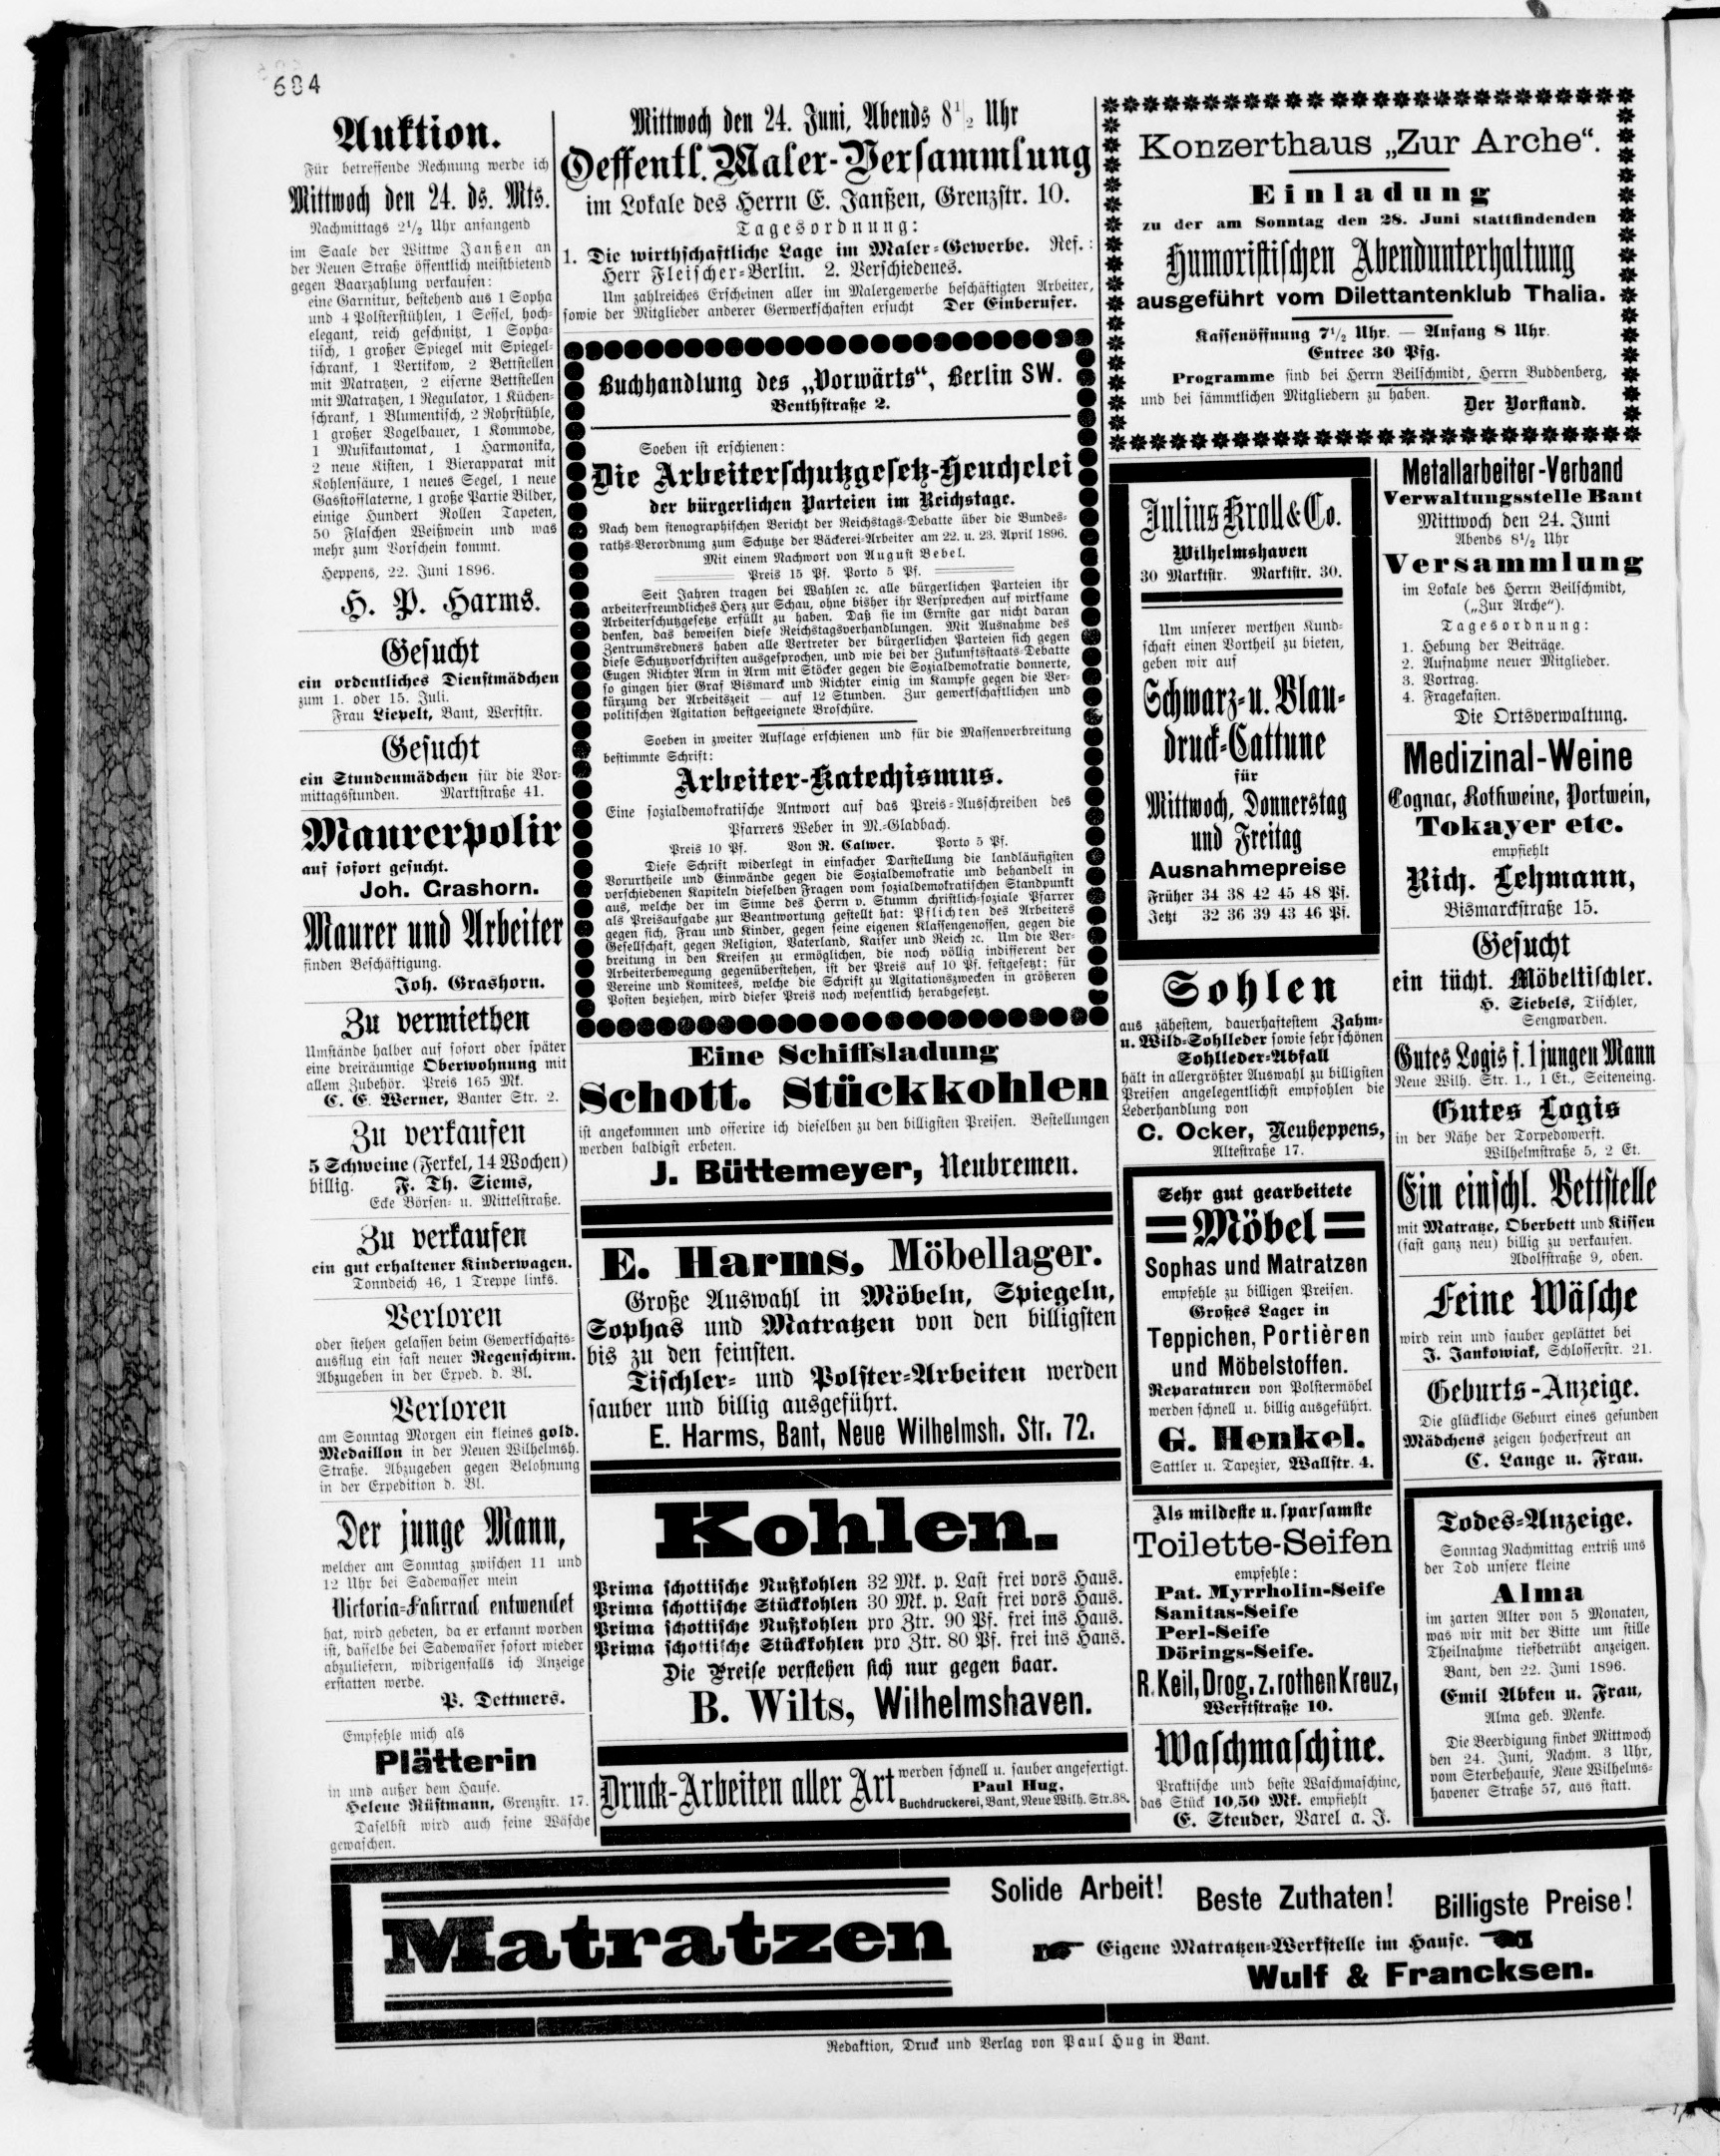 684
Auktion.
Für betreffende Rechnung werde ich
Mittwoch den 24. ds. Mts.
Nachmittags 2½ Uhr anfangend
im Saale der Wittwe Janßen an
der Neuen Straße öffentlich meistbietend
gegen Baarzahlung verkaufen:
eine Garnitur, bestehend aus 1 Sopha
und 4 Polsterstühlen, 1 Sessel, hoch-
elegant, reich geschnitzt, 1 Sopha-
tisch, 1 großer Spiegel mit Spiegel-
schrank, 1 Vertikow, 2 Bettstellen
mit Matratzen, 2 eiserne Bettstellen
mit Matratzen, 1 Regulator, 1 Küchen-
schrank, 1 Blumentisch, 2 Rohrstühle,
1 großer Vogelbauer, 1 Kommode,
1 Musikautomat, 1 Harmonika,
2 neue Kisten, 1 Bierapparat mit
Kohlensäure, 1 neues Segel, 1 neue
Gasstofflaterne, 1 große Partie Bilder,
einige Hundert Rollen Tapeten,
50 Flaschen Weißwein und was
mehr zum Vorschein kommt.
Heppens, 22. Juni 1896.
H. P. Harms.
Gesucht
ein ordentliches Dienstmädchen
zum 1. oder 15. Juli.
Frau Liepelt, Bant, Werftstr.
Gesucht
ein Stundenmädchen für die Vor-
mittagsstunden. Marktstraße 41.
Maurerpolir
auf sofort gesucht.
Joh. Grashorn.
Maurer und Arbeiter
finden Beschäftigung.
Joh. Grashorn.
Zu vermiethen
Umstände halber auf sofort oder später
eine dreiräumige Oberwohnung mit
allem Zubehör. Preis 165 Mk.
C. E. Werner, Banter Str. 2.
Zu verkaufen
5 Schweine (Ferkel, 14 Wochen)
billig. F. Th. Siems,
Ecke Börsen- u. Mittelstraße.
Zu verkaufen
ein gut erhaltener Kinderwagen.
Tonndeich 46, 1 Treppe links.
Verloren
oder stehen gelassen beim Gewerkschafts-
ausflug ein fast neuer Regenschirm.
Abzugeben in der Exped. d. Bl.
Verloren
am Sonntag Morgen ein kleines gold.
Medaillon in der Neuen Wilhelmsh.
Straße. Abzugeben gegen Belohnung
in der Expedition d. Bl.
Der junge Mann,
welcher am Sonntag zwischen 11 und
12 Uhr bei Sadewasser mein
Victoria-Fahrrad entwendet
hat, wird gebeten, da er erkannt worden
ist, dasselbe bei Sadewasser sofort wieder
abzuliefern, widrigenfalls ich Anzeige
erstatten werde.
P. Dettmers.
Empfehle mich als
Plätterin
in und außer dem Hause.
Helene Rüstmann, Grenzstr. 17.
Daselbst wird auch feine Wäsche
gewaschen.
Mittwoch den 24. Juni, Abends 8½ Uhr
Oeffentl. Maler-Versammlung
im Lokale des Herrn E. Janßen, Grenzstr. 10.
Tagesordnung:
1. Die wirthschaftliche Lage im Maler-Gewerbe. Ref.:
Herr Fleischer-Berlin. 2. Verschiedenes.
Um zahlreiches Erscheinen aller im Malergewerbe beschäftigten Arbeiter,
sowie der Mitglieder anderer Gerwerkschaften ersucht Der Einberufer.
Buchhandlung des „Vorwärts“, Berlin SW.
Beuthstraße 2.
Soeben ist erschienen:
Die Arbeiterschutzgesetz-Heuchelei
der bürgerlichen Parteien im Reichstage.
Nach dem stenographischen Bericht der Reichstags-Debatte über die Bundes-
raths-Verordnung zum Schutze der Bäckerei-Arbeiter am 22. u. 23. April 1896.
Mit einem Nachwort von August Bebel.
Preis 15 Pf. Porto 5 Pf.
Seit Jahren tragen bei Wahlen ꝛc. alle bürgerlichen Parteien ihr
arbeiterfreundliches Herz zur Schau, ohne bisher ihr Versprechen auf wirksame
Arbeiterschutzgesetze erfüllt zu haben. Daß sie im Ernste gar nicht daran
denken, das beweisen diese Reichstagsverhandlungen. Mit Ausnahme des
Zentrumsredners haben alle Vertreter der bürgerlichen Parteien sich gegen
diese Schutzvorschriften ausgesprochen, und wie bei der Zukunftsstaats-Debatte
Eugen Richter Arm in Arm mit Stöcker gegen die Sozialdemokratie donnerte,
so gingen hier Graf Bismarck und Richter einig im Kampfe gegen die Ver-
kürzung der Arbeitszeit — auf 12 Stunden. Zur gewerkschaftlichen und
politischen Agitation bestgeeignete Broschüre.
Soeben in zweiter Auflage erschienen und für die Massenverbreitung
bestimmte Schrift:
Arbeiter-Katechismus.
Eine sozialdemokratische Antwort auf das Preis-Ausschreiben des
Pfarrers Weber in M.-Gladbach.
Preis 10 Pf. Von R. Calwer. Porto 5 Pf.
Diese Schrift widerlegt in einfacher Darstellung die landläufigsten
Vorurtheile und Einwände gegen die Sozialdemokratie und behandelt in
verschiedenen Kapiteln dieselben Fragen vom sozialdemokratischen Standpunkt
aus, welche der im Sinne des Herrn v. Stumm christlich-soziale Pfarrer
als Preisaufgabe zur Beantwortung gestellt hat: Pflichten des Arbeiters
gegen sich, Frau und Kinder, gegen seine eigenen Klassengenossen, gegen die
Gesellschaft, gegen Religion, Vaterland, Kaiser und Reich ꝛc. Um die Ver-
breitung in den Kreisen zu ermöglichen, die noch völlig indifferent der
Arbeiterbewegung gegenüberstehen, ist der Preis auf 10 Pf. festgesetzt; für
Vereine und Komitees, welche die Schrift zu Agitationszwecken in größeren
Posten beziehen, wird dieser Preis noch wesentlich herabgesetzt.
Eine Schiffsladung
Schott. Stückkohlen
ist angekommen und offerire ich dieselben zu den billigsten Preisen. Bestellungen
werden baldigst erbeten.
J. Büttemeyer, Neubremen.
E. Harms, Möbellager.
Große Auswahl in Möbeln, Spiegeln,
Sophas und Matratzen von den billigsten
bis zu den feinsten.
Tischler- und Polster-Arbeiten werden
sauber und billig ausgeführt.
E. Harms, Bant, Neue Wilhelmsh. Str. 72.
Kohlen.
Prima schottische Nußkohlen 32 Mk. p. Last frei vors Haus.
Prima schottische Stückkohlen 30 Mk. p. Last frei vors Haus.
Prima schottische Nußkohlen pro Ztr. 90 Pf. frei ins Haus.
Prima schottische Stückkohlen pro Ztr. 80 Pf. frei ins Haus.
Die Preise verstehen sich nur gegen baar.
B. Wilts, Wilhelmshaven.
Druck-Arbeiten aller Art werden schnell u. sauber angefertigt.
Paul Hug,
Buchdruckerei, Bant, Neue Wilh. Str. 38.
Konzerthaus „Zur Arche“.
Einladung
zu der am Sonntag den 28. Juni stattfindenden
Humoristischen Abendunterhaltung
ausgeführt vom Dilettantenklub Thalia.
Kassenöffnung 7½ Uhr. — Anfang 8 Uhr.
Entree 30 Pfg.
Programme sind bei Herrn Beilschmidt, Herrn Buddenberg,
und bei sämmtlichen Mitgliedern zu haben.
Der Vorstand.
Julius Kroll & Co.
Wilhelmshaven
30 Marktstr. Marktstr. 30.
Um unserer werthen Kund-
schaft einen Vortheil zu bieten,
geben wir auf
Schwarz- u. Blau-
druck-Cattune
für
Mittwoch, Donnerstag
und Freitag
Ausnahmepreise
Früher 34 38 42 45 48 Pf.
Jetzt 32 36 39 43 46 Pf.
Sohlen
aus zähestem, dauerhaftestem Zahm-
u. Wild-Sohlleder sowie sehr schönen
Sohlleder-Abfall
hält in allergrößter Auswahl zu billigsten
Preisen angelegentlichst empfohlen die
Lederhandlung von
C. Ocker, Neuheppens,
Altestraße 17.
Sehr gut gearbeitete
Möbel
Sophas und Matratzen
empfehle zu billigen Preisen.
Großes Lager in
Teppichen, Portièren
und Möbelstoffen.
Reparaturen von Polstermöbel
werden schnell u. billig ausgeführt.
G. Henkel.
Sattler u. Tapezier, Wallstr. 4.
Als mildeste u. sparsamste
Toilette-Seifen
empfehle:
Pat. Myrrholin-Seife
Sanitas-Seife
Perl-Seife
Dörings-Seife.
R. Keil, Drog. z. rothen Kreuz,
Werftstraße 10.
Waschmaschine.
Praktische und beste Waschmaschine,
das Stück 10,50 Mk. empfiehlt
E. Steuder, Varel a. J.
Metallarbeiter-Verband
Verwaltungsstelle Bant
Mittwoch den 24. Juni
Abends 8½ Uhr
Versammlung
im Lokale des Herrn Beilschmidt,
(„Zur Arche“).
Tagesordnung:
1. Hebung der Beiträge.
2. Aufnahme neuer Mitglieder.
3. Vortrag.
4. Fragekasten.
Die Ortsverwaltung.
Medizinal-Weine
Cognac, Rothweine, Portwein,
Tokayer etc.
empfiehlt
Rich. Lehmann,
Bismarckstraße 15.
Gesucht
ein tücht. Möbeltischler.
H. Siebels, Tischler,
Sengwarden.
Gutes Logis f. 1 jungen Mann
Neue Wilh. Str. 1., 1 Et., Seiteneing.
Gutes Logis
in der Nähe der Torpedowerft.
Wilhelmstraße 5, 2 Et.
Ein einschl. Bettstelle
mit Matratze, Oberbett und Kissen
(fast ganz neu) billig zu verkaufen.
Adolfstraße 9, oben.
Feine Wäsche
wird rein und sauber geplättet bei
J. Jankowiak, Schlosserstr. 21.
Geburts-Anzeige.
Die glückliche Geburt eines gesunden
Mädchens zeigen hocherfreut an
C. Lange u. Frau.
Todes-Anzeige.
Sonntag Nachmittag entriß uns
der Tod unsere kleine
Alma
im zarten Alter von 5 Monaten,
was wir mit der Bitte um stille
Theilnahme tiefbetrübt anzeigen.
Bant, den 22. Juni 1896.
Emil Abken u. Frau,
Alma geb. Menke.
Die Beerdigung findet Mittwoch
den 24. Juni, Nachm. 3 Uhr,
vom Sterbehause, Neue Wilhelms-
havener Straße 57, aus statt.
Matratzen
Solide Arbeit! Beste Zuthaten! Billigste Preise!
Eigene Matratzen-Werkstelle im Hause.
Wulf & Francksen.
Redaktion, Druck und Verlag von Paul Hug in Bant.